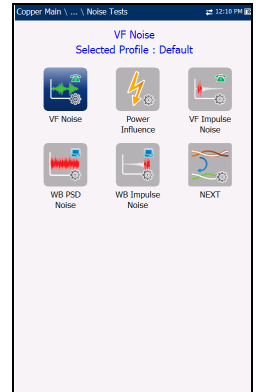 Copper Main \ ... \ Noise Tests 12:10 PM
VF Noise
Selected Profile : Default
VF Noise
Power
Influence
VF Impulse
Noise
WB PSD
Noise
WB Impulse
Noise
NEXT